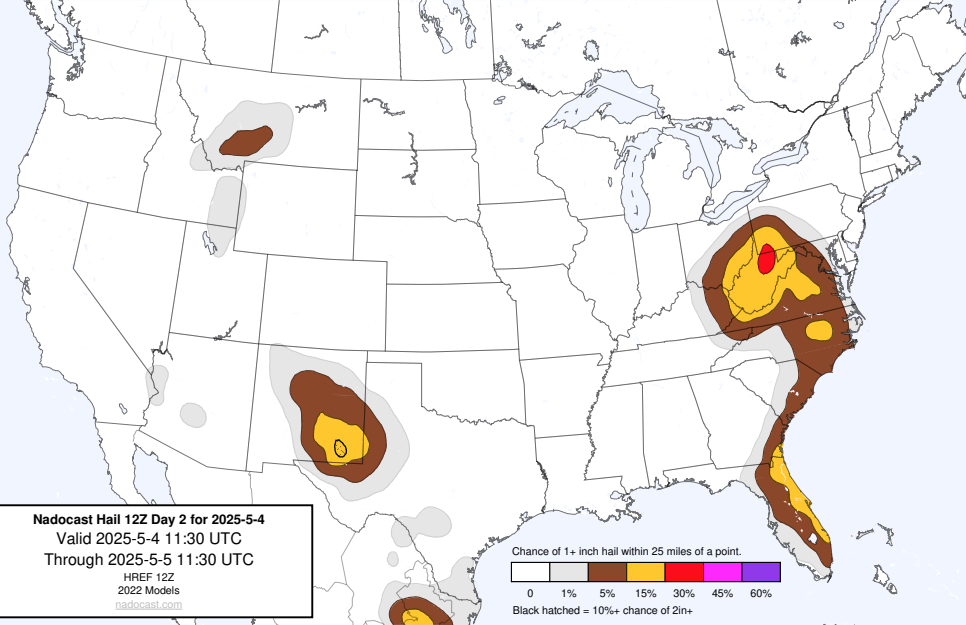 Nadocast Hail 12Z Day 2 for 2025-5-4
Valid 2025-5-4 11:30 UTC
Through 2025-5-5 11:30 UTC
HREF 12Z
2022 Models
nadocast.com
Chance of 1+ inch hail within 25 miles of a point.
0 1% 5% 15% 30% 45% 60%
Black hatched = 10%+ chance of 2in+